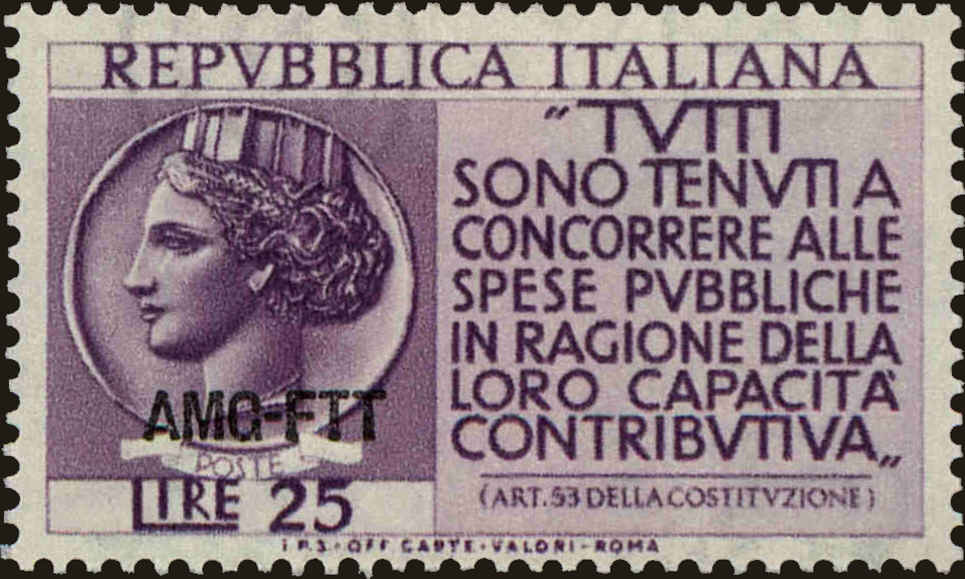 REPVBBLICA ITALIANA
“TVTTI
SONO TENVTI A
CONCORRERE ALLE
SPESE PVBBLICHE
IN RAGIONE DELLA
LORO CAPACITÀ
CONTRIBVTIVA„
(ART.53 DELLA COSTITVZIONE)
AMG-FTT
POSTE
LIRE 25
I.P.S.-OFF. CARTE-VALORI-ROMA